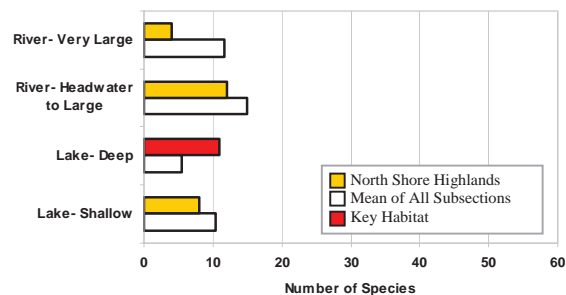 River- Very Large
River- Headwater
to Large
Lake- Deep
Lake- Shallow
North Shore Highlands
Mean of All Subsections
Key Habitat
0 10 20 30 40 50 60
Number of Species